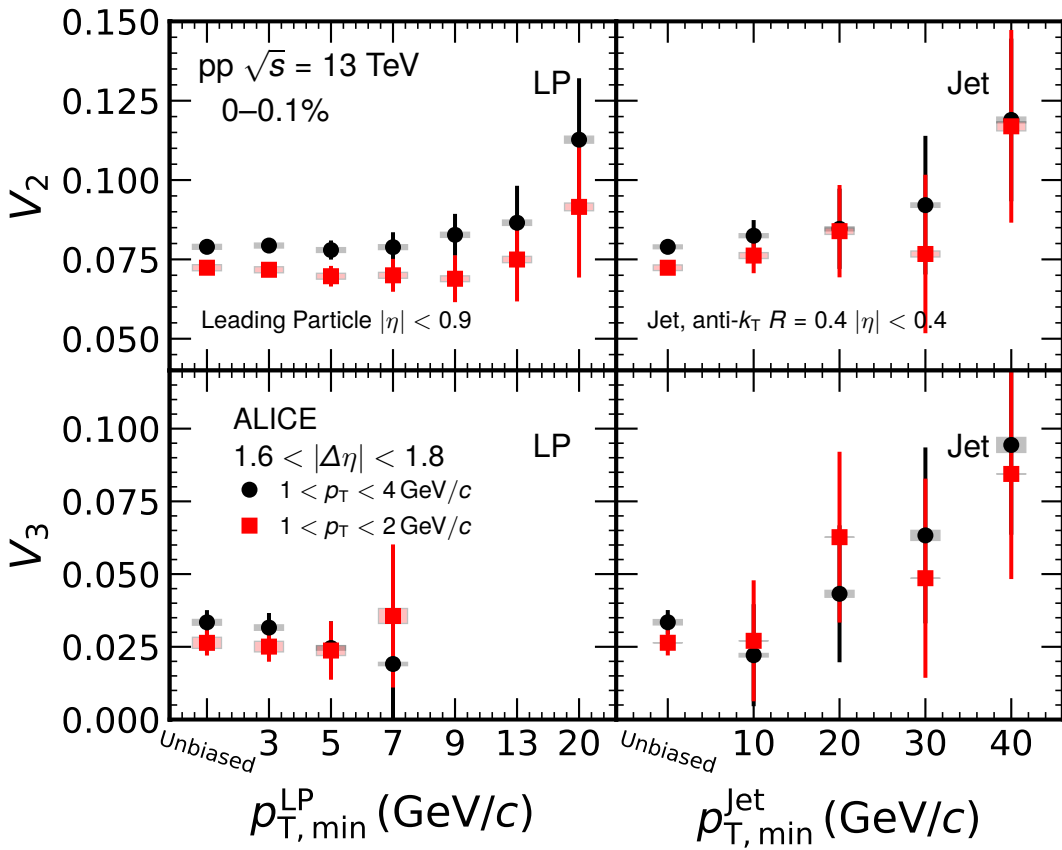 0.150
0.125
0.100
0.075
0.050
V2
pp √s = 13 TeV
0–0.1%
LP
Leading Particle |η| < 0.9
Jet
Jet, anti-kT R = 0.4 |η| < 0.4
0.100
0.075
0.050
0.025
0.000
V3
ALICE
1.6 < |Δη| < 1.8
1 < pT < 4 GeV/c
1 < pT < 2 GeV/c
LP
Jet
Unbiased 3 5 7 9 13 20
Unbiased 10 20 30 40
p^LP_T, min (GeV/c)
p^Jet_T, min (GeV/c)